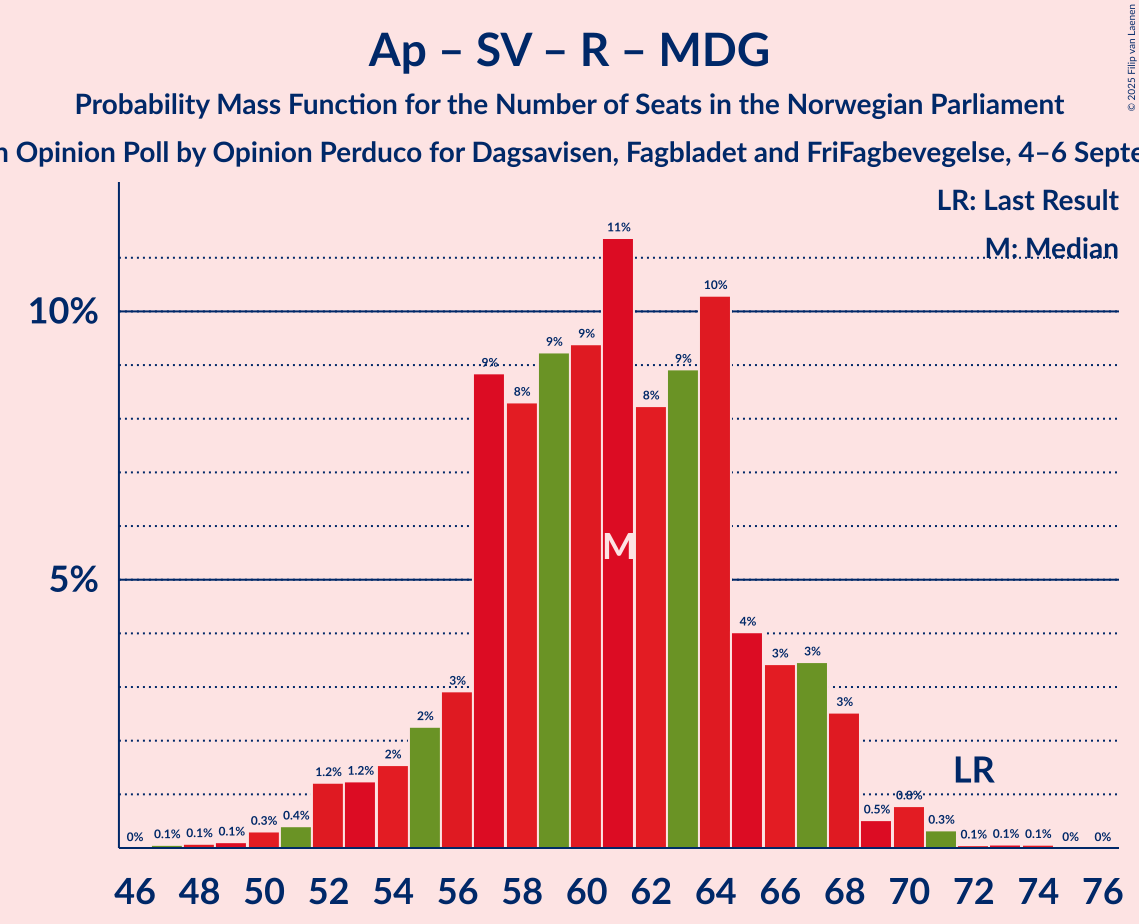 Ap – SV – R – MDG
Probability Mass Function for the Number of Seats in the Norwegian Parliament
n Opinion Poll by Opinion Perduco for Dagsavisen, Fagbladet and FriFagbevegelse, 4–6 Septe
© 2025 Filip van Laenen
LR: Last Result
M: Median
10%
5%
0% 0.1% 0.1% 0.1% 0.3% 0.4% 1.2% 1.2% 2% 2% 3% 9% 8% 9% 9% 11% 8% 9% 10% 4% 3% 3% 3% 0.5% 0.8% 0.3% 0.1% 0.1% 0.1% 0% 0%
M
LR
46 48 50 52 54 56 58 60 62 64 66 68 70 72 74 76